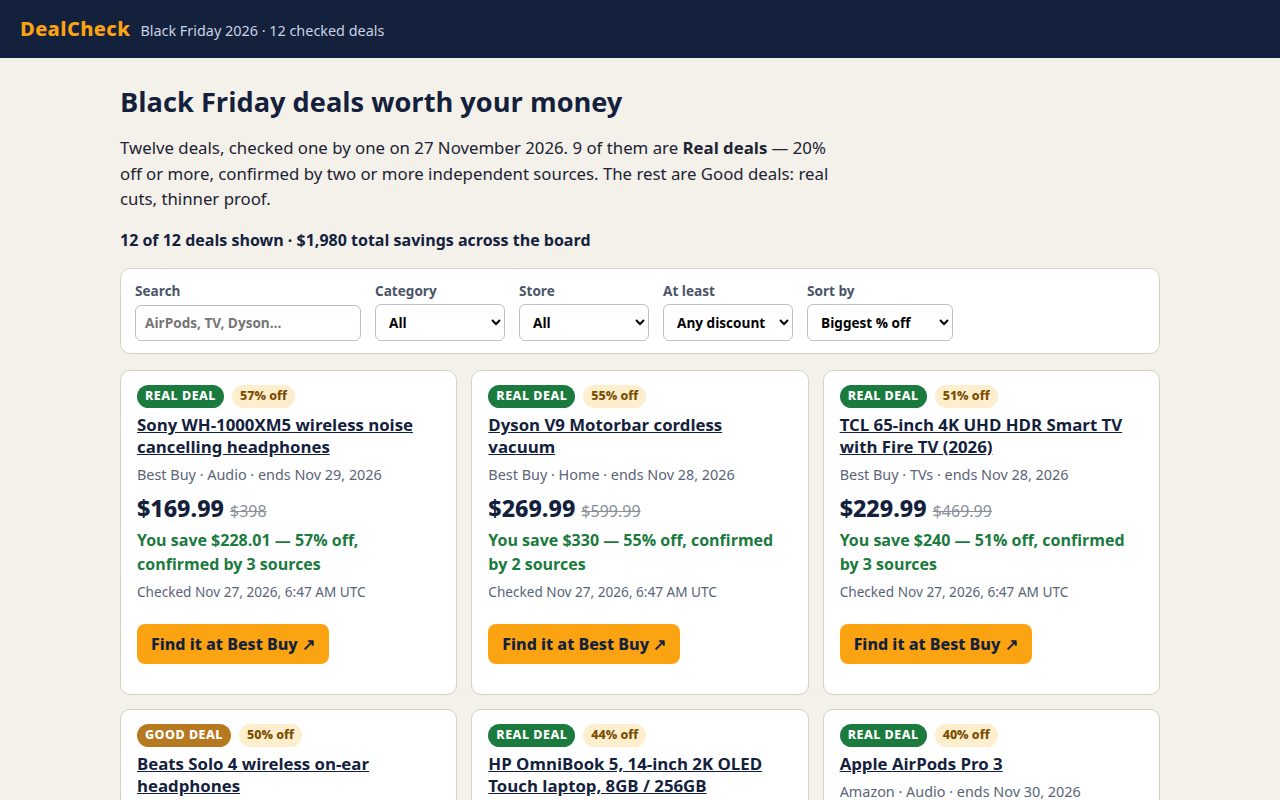 DealCheck Black Friday 2026 · 12 checked deals
Black Friday deals worth your money
Twelve deals, checked one by one on 27 November 2026. 9 of them are Real deals — 20%
off or more, confirmed by two or more independent sources. The rest are Good deals: real
cuts, thinner proof.
12 of 12 deals shown · $1,980 total savings across the board
Search Category Store At least Sort by
AirPods, TV, Dyson... All All Any discount Biggest % off
REAL DEAL 57% off
Sony WH-1000XM5 wireless noise
cancelling headphones
Best Buy · Audio · ends Nov 29, 2026
$169.99 $398
You save $228.01 — 57% off,
confirmed by 3 sources
Checked Nov 27, 2026, 6:47 AM UTC
Find it at Best Buy ↗
REAL DEAL 55% off
Dyson V9 Motorbar cordless
vacuum
Best Buy · Home · ends Nov 28, 2026
$269.99 $599.99
You save $330 — 55% off, confirmed
by 2 sources
Checked Nov 27, 2026, 6:47 AM UTC
Find it at Best Buy ↗
REAL DEAL 51% off
TCL 65-inch 4K UHD HDR Smart TV
with Fire TV (2026)
Best Buy · TVs · ends Nov 28, 2026
$229.99 $469.99
You save $240 — 51% off, confirmed
by 3 sources
Checked Nov 27, 2026, 6:47 AM UTC
Find it at Best Buy ↗
GOOD DEAL 50% off
Beats Solo 4 wireless on-ear
headphones
REAL DEAL 44% off
HP OmniBook 5, 14-inch 2K OLED
Touch laptop, 8GB / 256GB
REAL DEAL 40% off
Apple AirPods Pro 3
Amazon · Audio · ends Nov 30, 2026